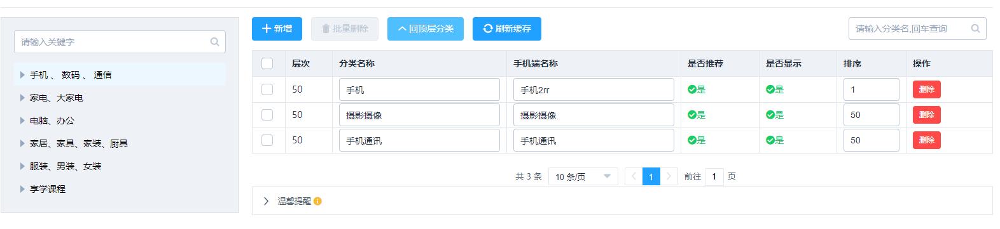 请输入关键字
手机 、 数码 、 通信
家电、大家电
电脑、办公
家居、家具、家装、厨具
服装、男装、女装
享学课程
新增 批量删除 回顶层分类 刷新缓存 请输入分类名,回车查询
层次 分类名称 手机端名称 是否推荐 是否显示 排序 操作
50 手机 手机2rr 是 是 1 删除
50 摄影摄像 摄影摄像 是 是 50 删除
50 手机通讯 手机通讯 是 是 50 删除
共 3 条 10 条/页 1 前往 1 页
温馨提醒